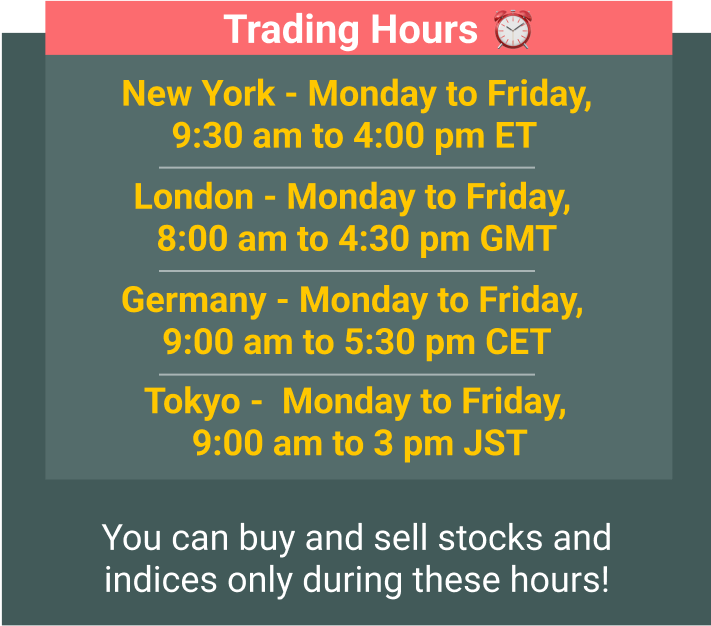 Trading Hours ⏰
New York - Monday to Friday,
9:30 am to 4:00 pm ET
London - Monday to Friday,
8:00 am to 4:30 pm GMT
Germany - Monday to Friday,
9:00 am to 5:30 pm CET
Tokyo -  Monday to Friday,
9:00 am to 3 pm JST
You can buy and sell stocks and
indices only during these hours!